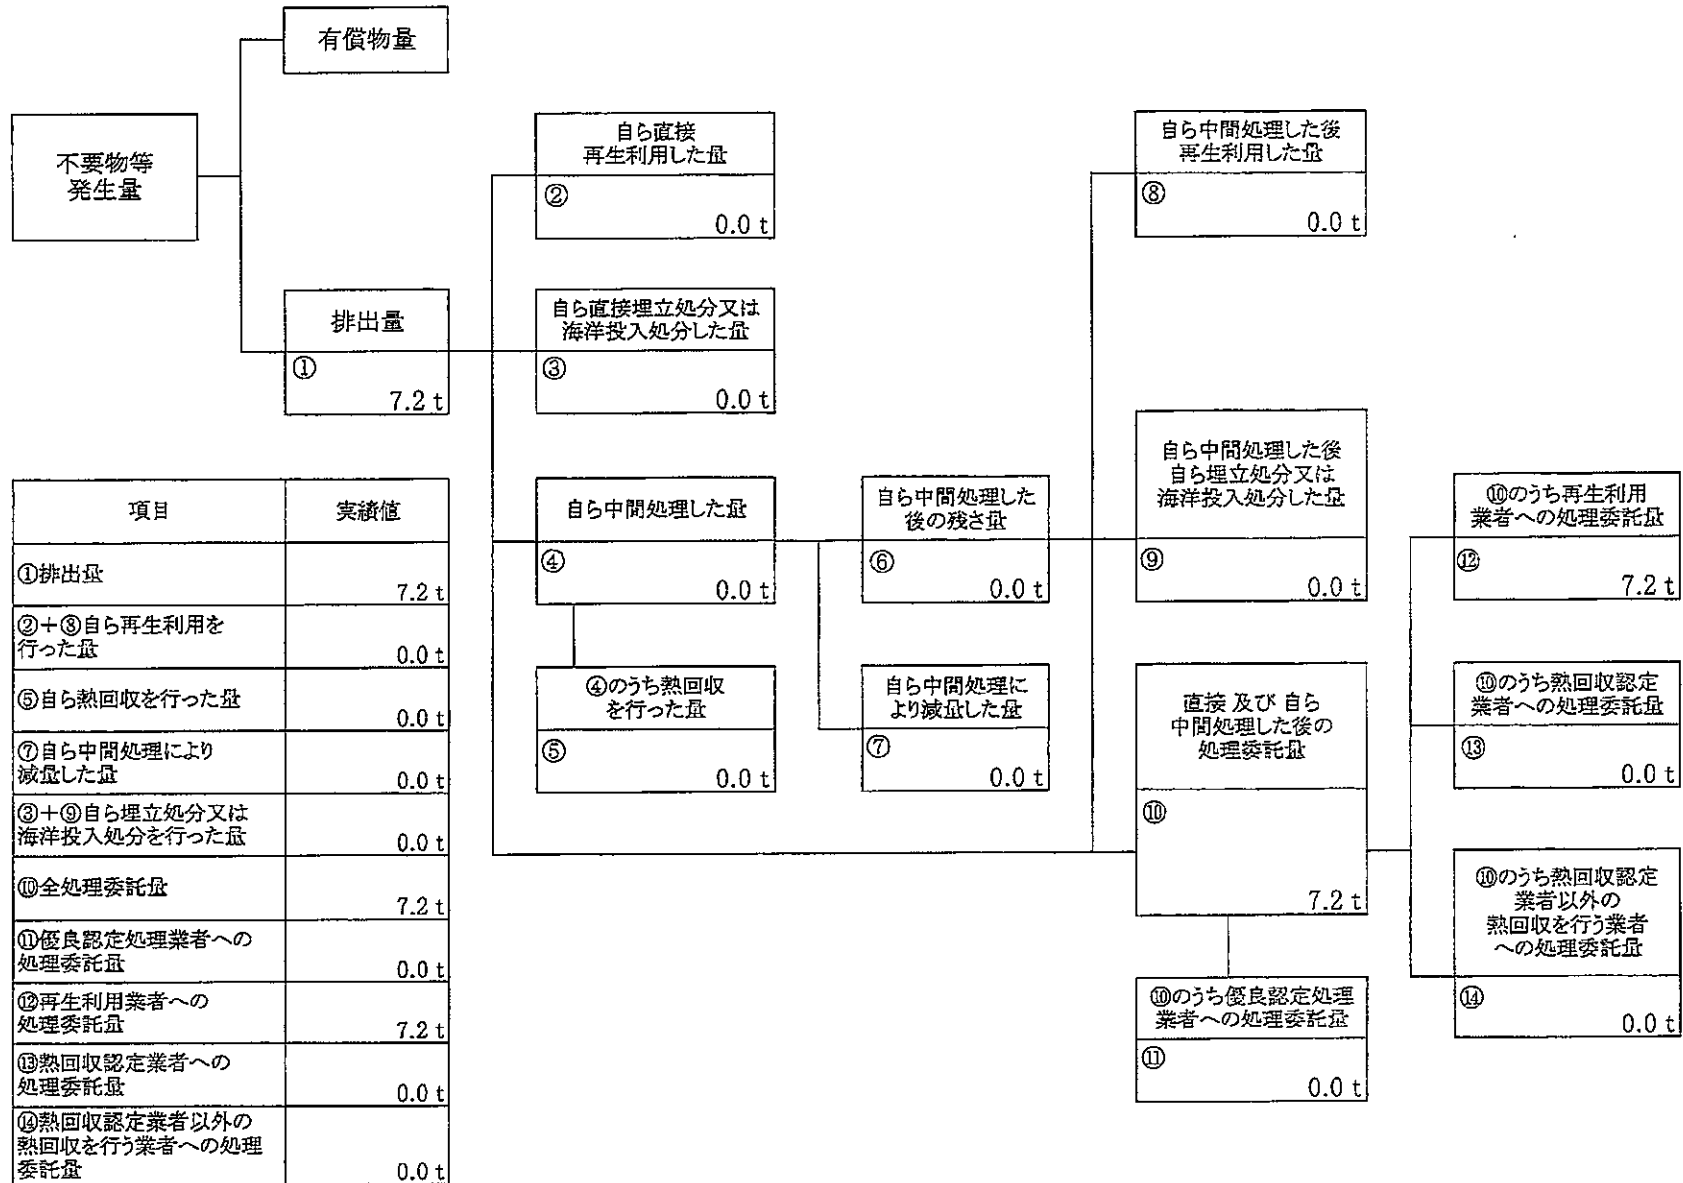 有償物量
不要物等
発生量
自ら直接
再生利用した量
②
0.0 t
自ら中間処理した後
再生利用した量
⑧
0.0 t
排出量
①
7.2 t
自ら直接埋立処分又は
海洋投入処分した量
③
0.0 t
自ら中間処理した量
④
0.0 t
自ら中間処理した
後の残さ量
⑥
0.0 t
自ら中間処理した後
自ら埋立処分又は
海洋投入処分した量
⑨
0.0 t
⑩のうち再生利用
業者への処理委託量
⑫
7.2 t
④のうち熱回収
を行った量
⑤
0.0 t
自ら中間処理に
より減量した量
⑦
0.0 t
直接 及び 自ら
中間処理した後の
処理委託量
⑩
7.2 t
⑩のうち熱回収認定
業者への処理委託量
⑬
0.0 t
⑩のうち熱回収認定
業者以外の
熱回収を行う業者
への処理委託量
⑭
0.0 t
⑩のうち優良認定処理
業者への処理委託量
⑪
0.0 t
項目 実績値
①排出量
7.2 t
②+⑧自ら再生利用を
行った量
0.0 t
⑤自ら熱回収を行った量
0.0 t
⑦自ら中間処理により
減量した量
0.0 t
③+⑨自ら埋立処分又は
海洋投入処分を行った量
0.0 t
⑩全処理委託量
7.2 t
⑪優良認定処理業者への
処理委託量
0.0 t
⑫再生利用業者への
処理委託量
7.2 t
⑬熱回収認定業者への
処理委託量
0.0 t
⑭熱回収認定業者以外の
熱回収を行う業者への処理
委託量
0.0 t